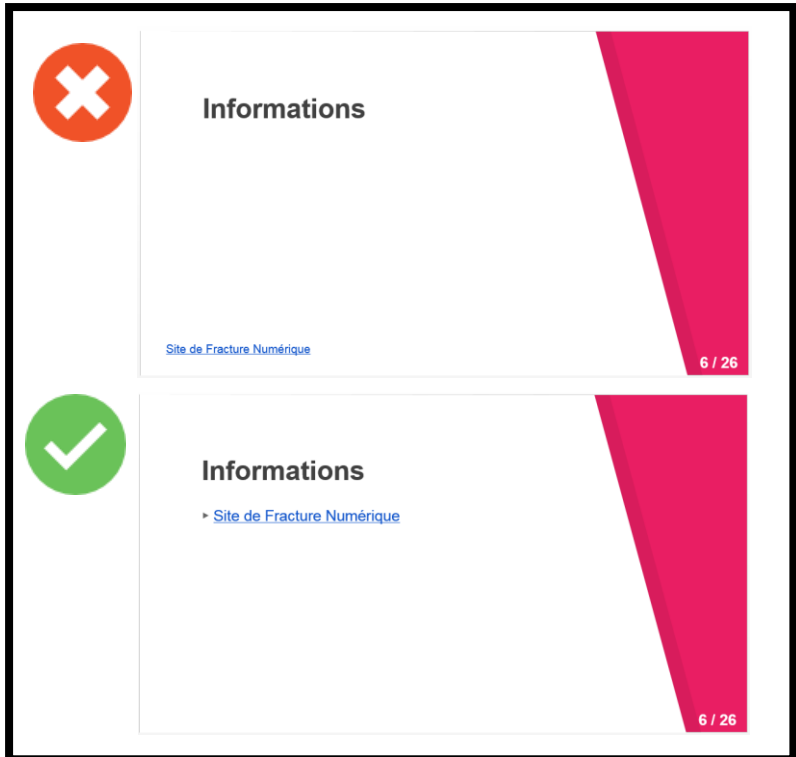 Informations
Site de Fracture Numérique
6 / 26
Informations
▸ Site de Fracture Numérique
6 / 26